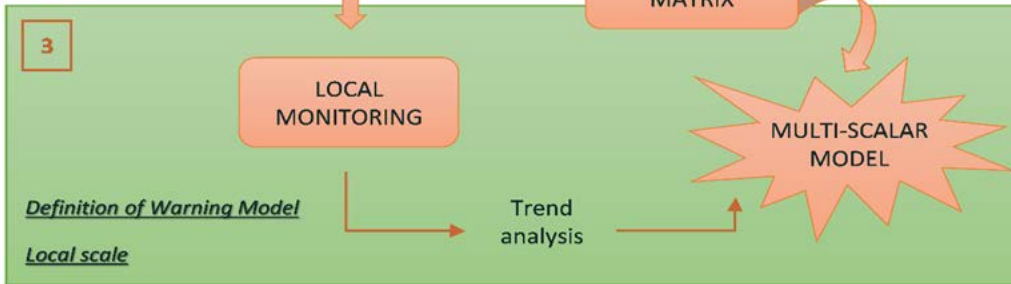 MATRIX
3
LOCAL
MONITORING
MULTI-SCALAR
MODEL
Definition of Warning Model
Trend
analysis
Local scale